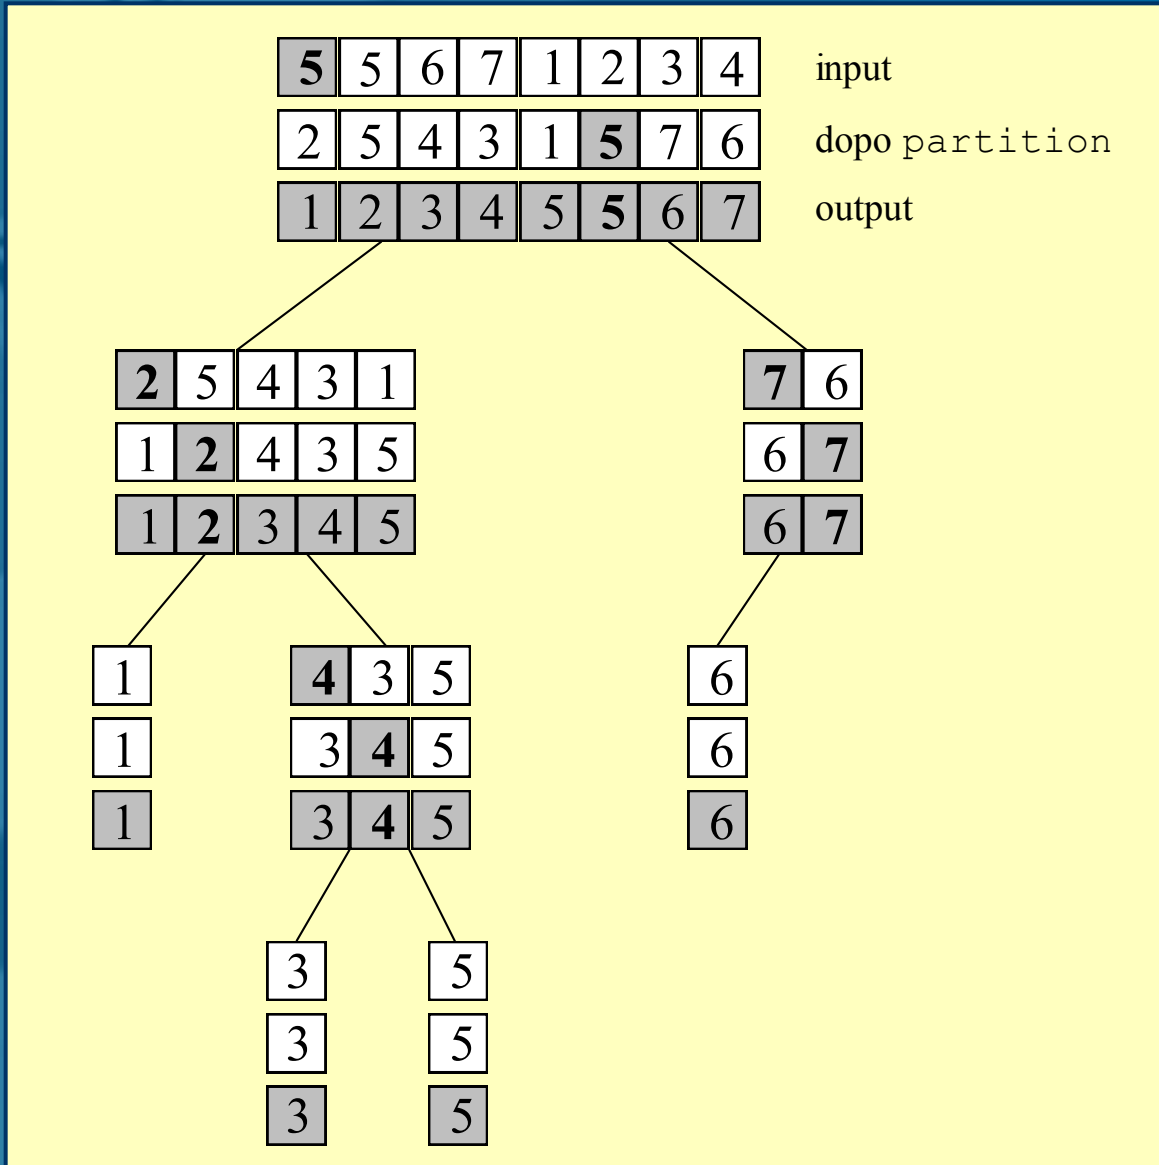 5 5 6 7 1 2 3 4 input
2 5 4 3 1 5 7 6 dopo partition
1 2 3 4 5 5 6 7 output
2 5 4 3 1 7 6
1 2 4 3 5 6 7
1 2 3 4 5 6 7
1 4 3 5 6
1 3 4 5 6
1 3 4 5 6
3 5
3 5
3 5